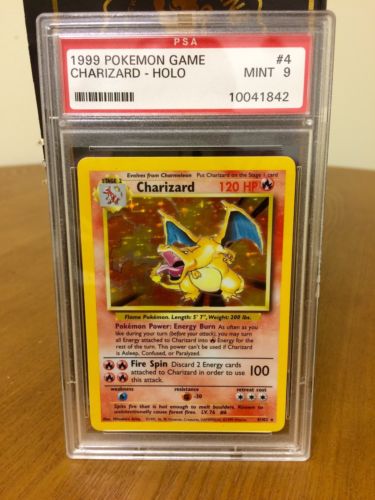 PSA
1999 POKEMON GAME #4
CHARIZARD - HOLO MINT 9
10041842
Evolves from Charmeleon Put Charizard on the Stage 1 card
STAGE 2
Charizard 120 HP
Flame Pokémon. Length: 5' 7", Weight: 200 lbs.
Pokémon Power: Energy Burn As often as you
like during your turn (before your attack), you may turn
all Energy attached to Charizard into Energy for
the rest of the turn. This power can't be used if Charizard
is Asleep, Confused, or Paralyzed.
Fire Spin Discard 2 Energy cards
attached to Charizard in order to use
this attack. 100
weakness resistance retreat cost
-30
Spits fire that is hot enough to melt boulders. Known to
unintentionally cause forest fires. LV. 76 #6
4/102